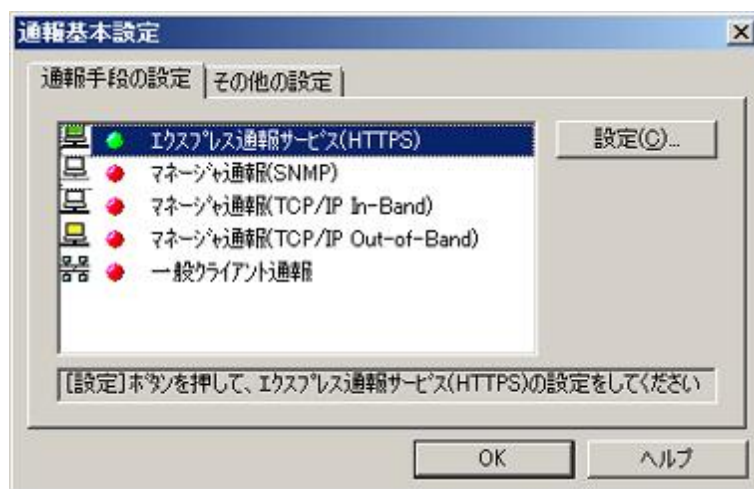 通報基本設定
通報手段の設定 その他の設定
エクスプレス通報サービス(HTTPS) 設定(C)...
マネージャ通報(SNMP)
マネージャ通報(TCP/IP In-Band)
マネージャ通報(TCP/IP Out-of-Band)
一般クライアント通報
[設定]ボタンを押して、エクスプレス通報サービス(HTTPS)の設定をしてください
OK ヘルプ